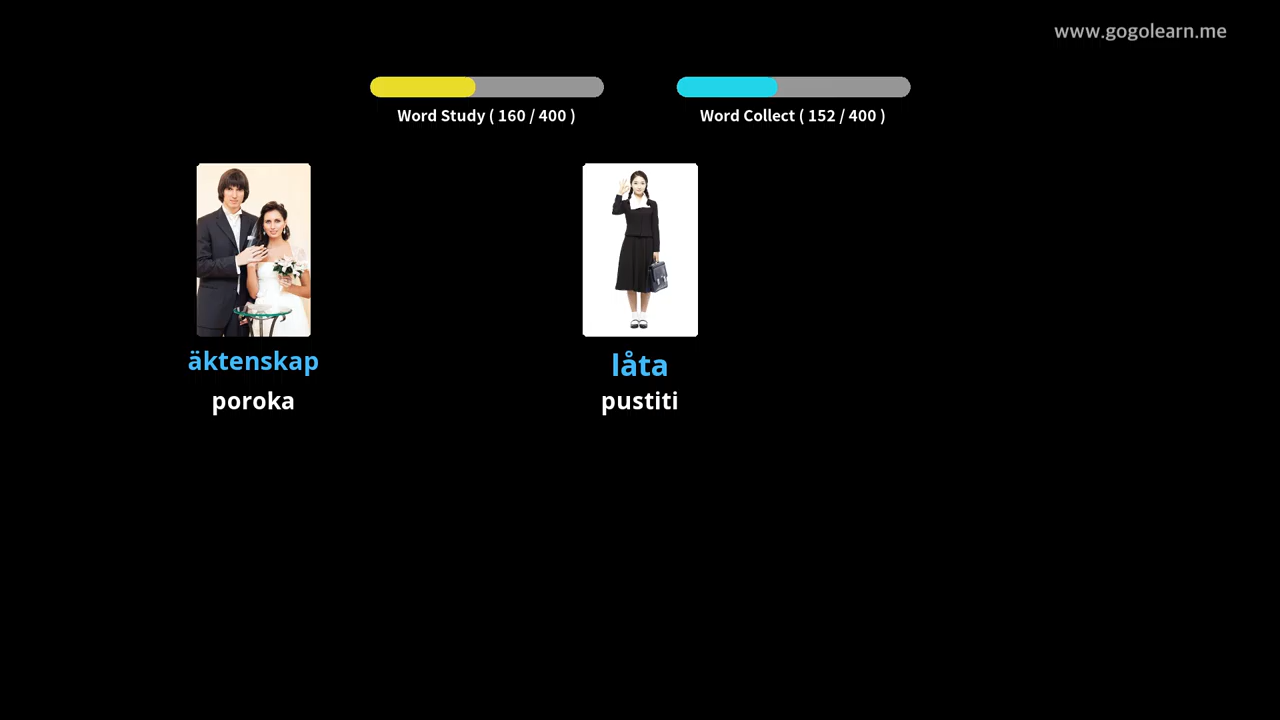 www.gogolearn.me
Word Study ( 160 / 400 )
Word Collect ( 152 / 400 )
äktenskap
poroka
låta
pustiti